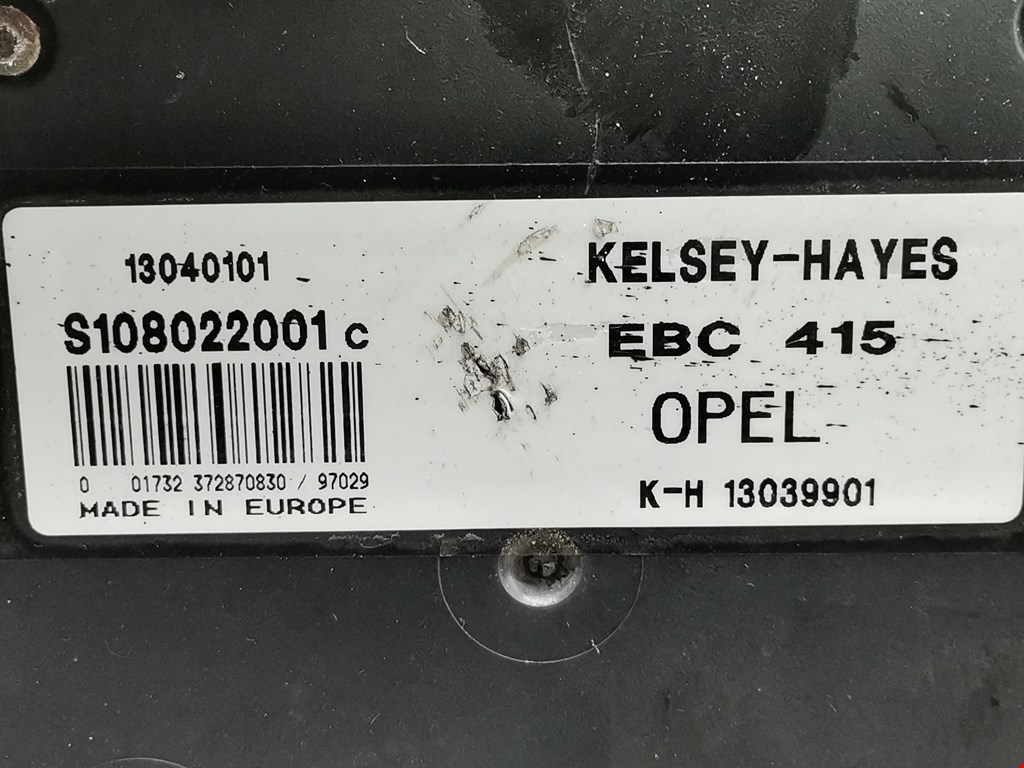 13040101
S108022001 C
0 01732 372870830 / 97029
MADE IN EUROPE
KELSEY-HAYES
EBC 415
OPEL
K-H 13039901